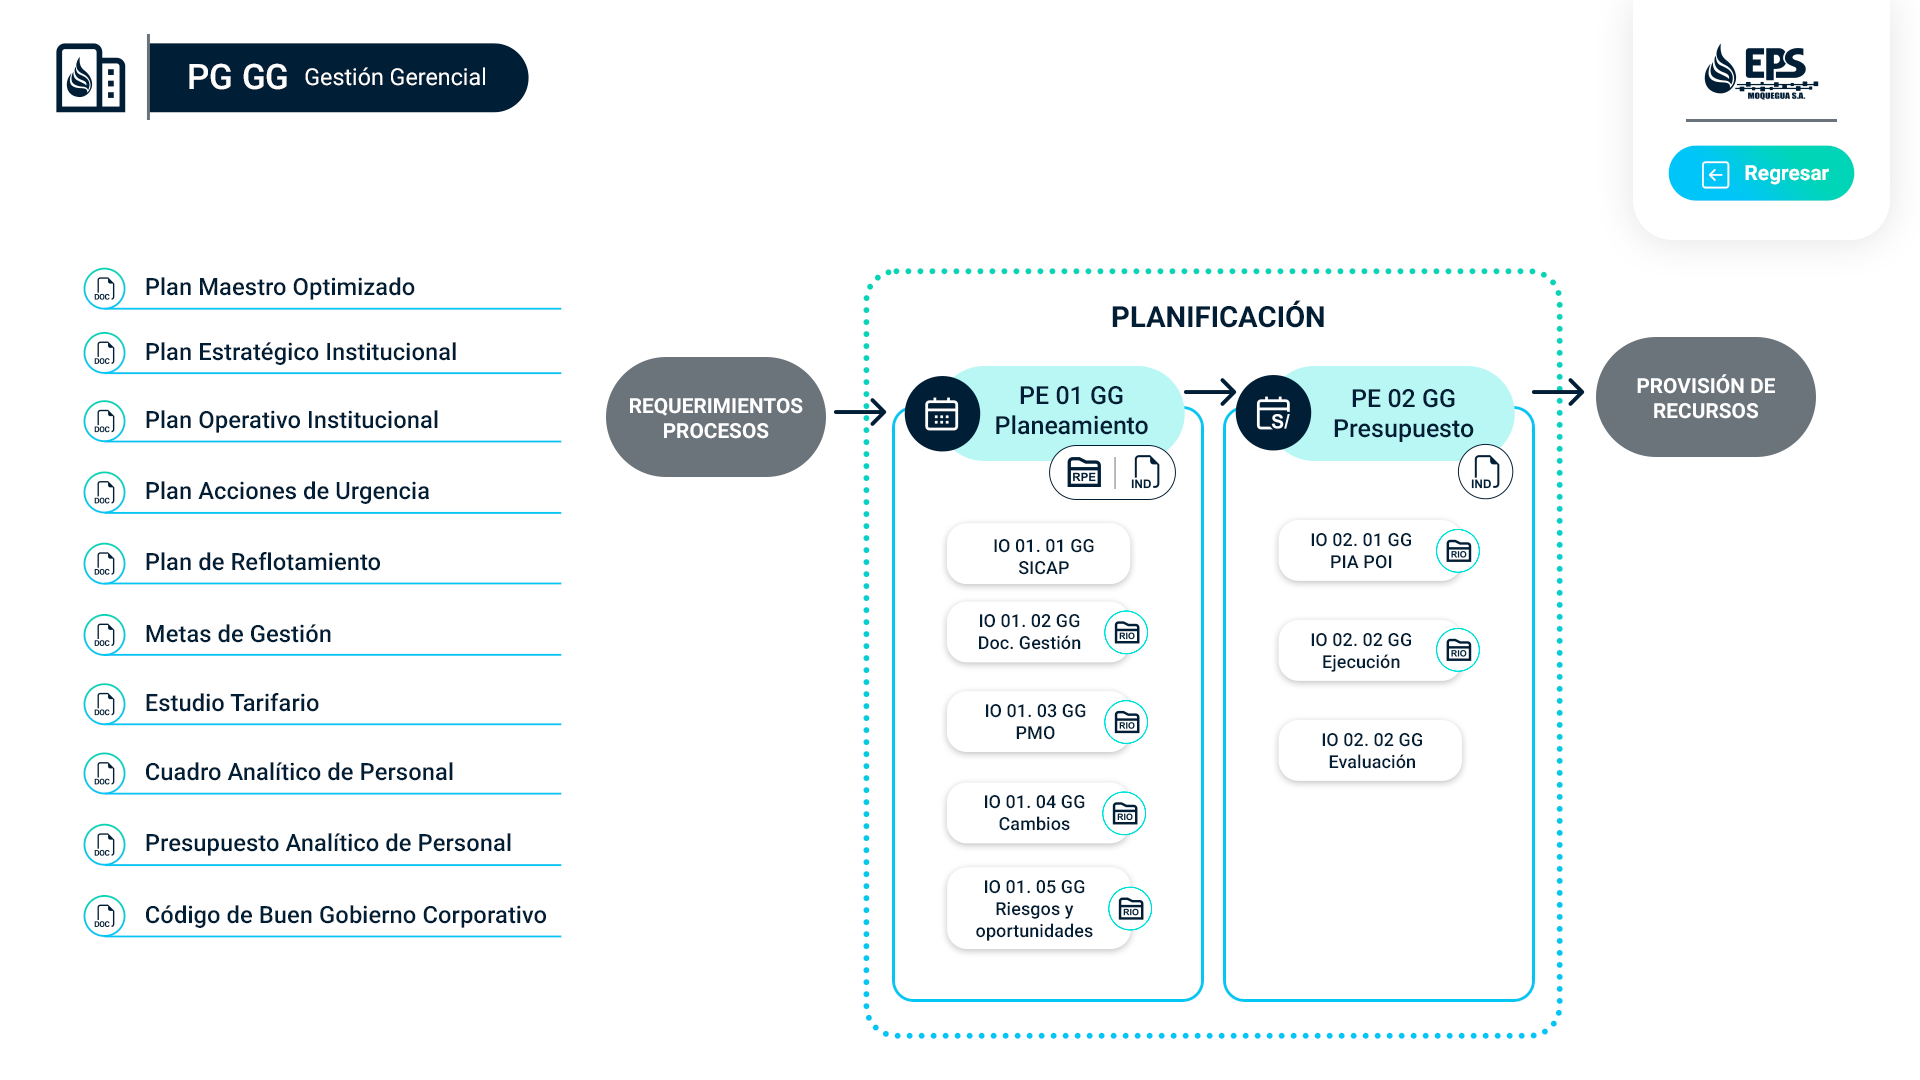 PG GG Gestión Gerencial
EPS
MOQUEGUA S.A.
Regresar
DOC Plan Maestro Optimizado
DOC Plan Estratégico Institucional
DOC Plan Operativo Institucional
DOC Plan Acciones de Urgencia
DOC Plan de Reflotamiento
DOC Metas de Gestión
DOC Estudio Tarifario
DOC Cuadro Analítico de Personal
DOC Presupuesto Analítico de Personal
DOC Código de Buen Gobierno Corporativo
REQUERIMIENTOS
PROCESOS
PLANIFICACIÓN
PE 01 GG
Planeamiento
RPE IND
IO 01. 01 GG
SICAP
IO 01. 02 GG
Doc. Gestión
RIO
IO 01. 03 GG
PMO
RIO
IO 01. 04 GG
Cambios
RIO
IO 01. 05 GG
Riesgos y
oportunidades
RIO
S/
PE 02 GG
Presupuesto
IND
IO 02. 01 GG
PIA POI
RIO
IO 02. 02 GG
Ejecución
RIO
IO 02. 02 GG
Evaluación
PROVISIÓN DE
RECURSOS